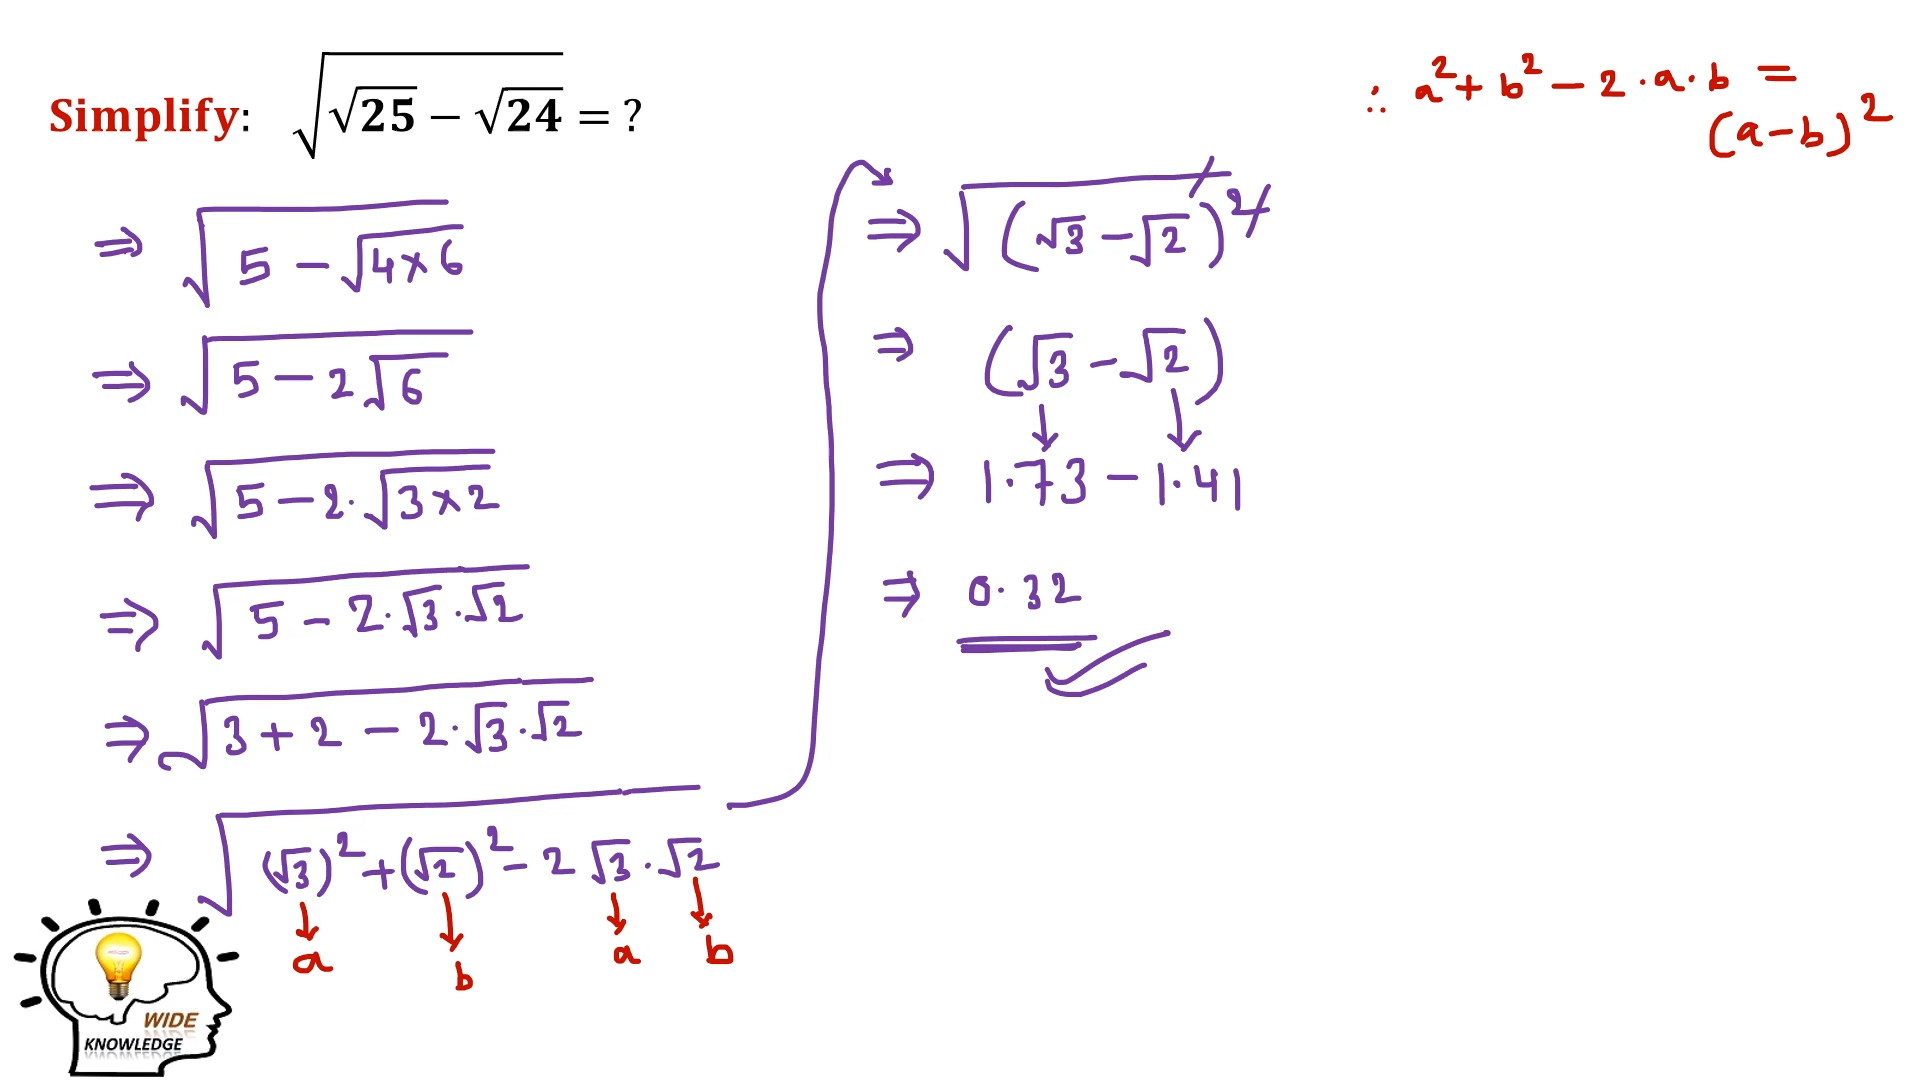 Simplify: √(√25 − √24) = ?
⇒ √(5 − √(4×6))
⇒ √(5 − 2√6)
⇒ √(5 − 2·√(3×2))
⇒ √(5 − 2·√3·√2)
⇒ √(3 + 2 − 2·√3·√2)
⇒ √((√3)² + (√2)² − 2√3·√2)
a b a b
∴ a² + b² − 2·a·b =
(a−b)²
⇒ √((√3 − √2)²)
⇒ (√3 − √2)
⇒ 1.73 − 1.41
⇒ 0.32
WIDE
KNOWLEDGE